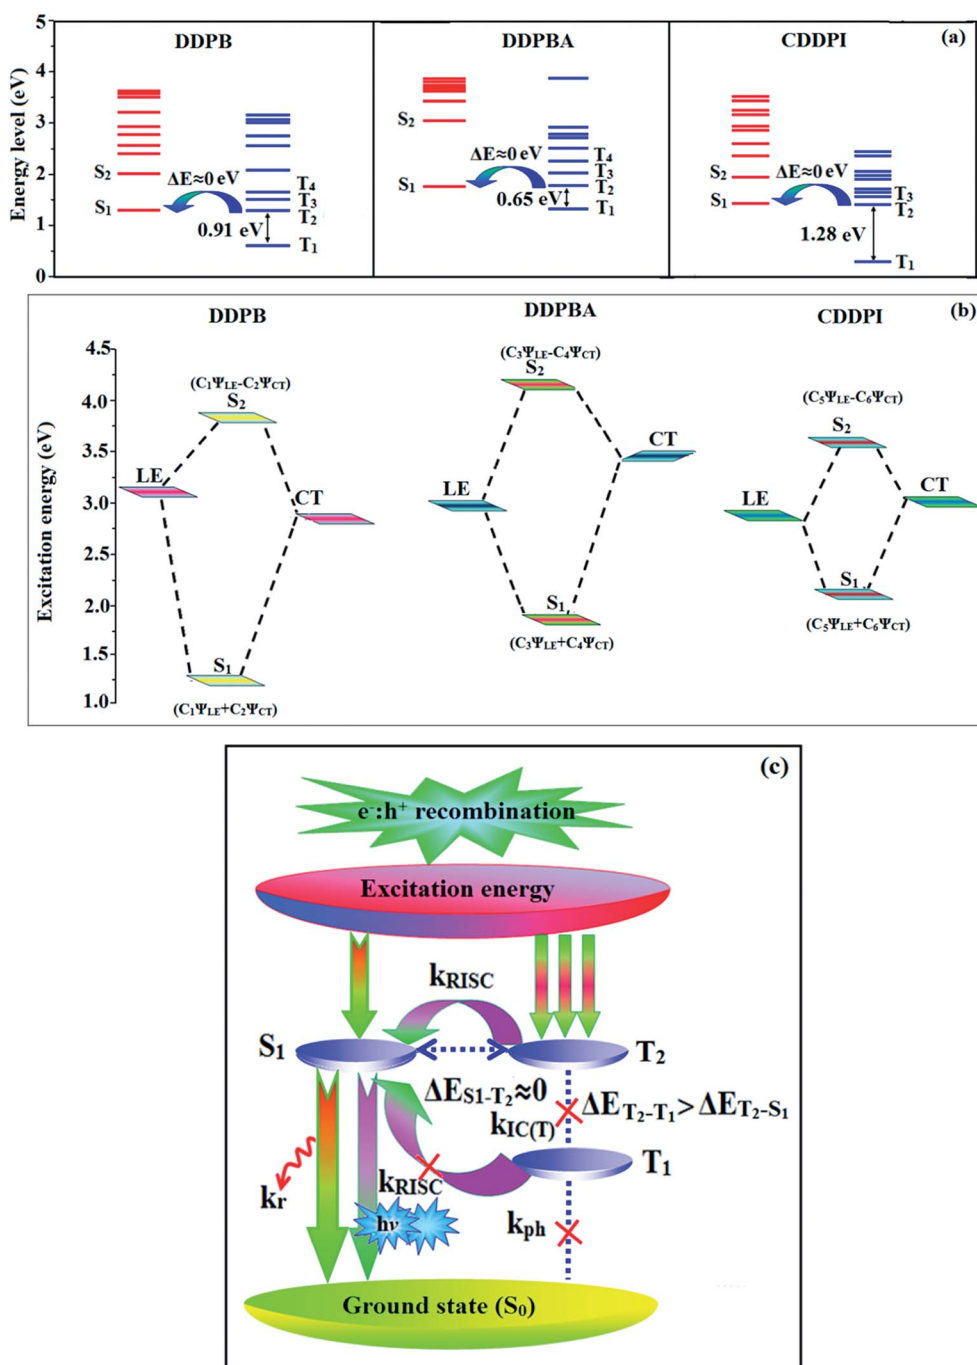 DDPB
DDPBA
CDDPI
(a)
Energy level (eV)
5
4
3
2
1
0
S2
S1
ΔE≈0 eV
0.91 eV
T4
T3
T2
T1
S2
S1
ΔE≈0 eV
0.65 eV
T4
T3
T2
T1
S2
S1
ΔE≈0 eV
1.28 eV
T3
T2
T1
(b)
DDPB
DDPBA
CDDPI
Excitation energy (eV)
4.5
4.0
3.5
3.0
2.5
2.0
1.5
1.0
(C1ΨLE-C2ΨCT)
S2
LE
CT
S1
(C1ΨLE+C2ΨCT)
(C3ΨLE-C4ΨCT)
S2
LE
CT
S1
(C3ΨLE+C4ΨCT)
(C5ΨLE-C6ΨCT)
S2
LE
CT
S1
(C5ΨLE+C6ΨCT)
(c)
e-:h+ recombination
Excitation energy
kRISC
S1
T2
ΔES1-T2≈0
ΔET2-T1>ΔET2-S1
kIC(T)
T1
kRISC
kr
hν
kph
Ground state (S0)